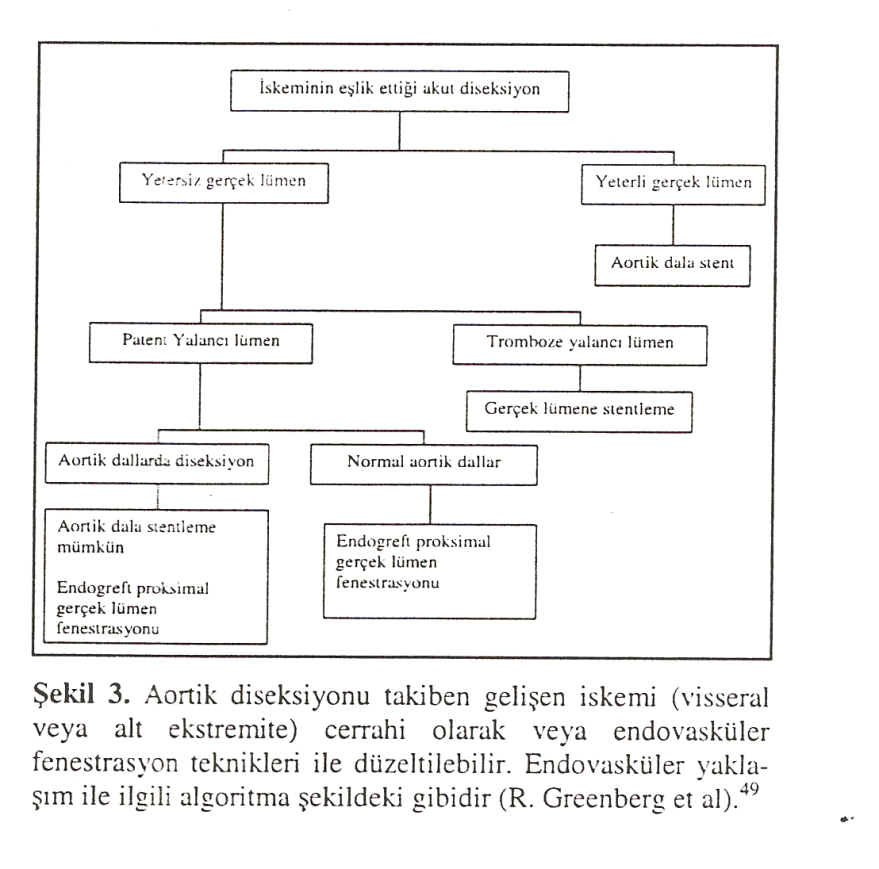 İskeminin eşlik ettiği akut diseksiyon
Yetersiz gerçek lümen
Yeterli gerçek lümen
Aortik dala stent
Patent Yalancı lümen
Tromboze yalancı lümen
Gerçek lümene stentleme
Aortik dallarda diseksiyon
Normal aortik dallar
Aortik dala stentleme
mümkün
Endogreft proksimal
gerçek lümen
fenestrasyonu
Endogreft proksimal
gerçek lümen
fenestrasyonu
Şekil 3. Aortik diseksiyonu takiben gelişen iskemi (visseral
veya alt ekstremite) cerrahi olarak veya endovasküler
fenestrasyon teknikleri ile düzeltilebilir. Endovasküler yakla-
şım ile ilgili algoritma şekildeki gibidir (R. Greenberg et al).49